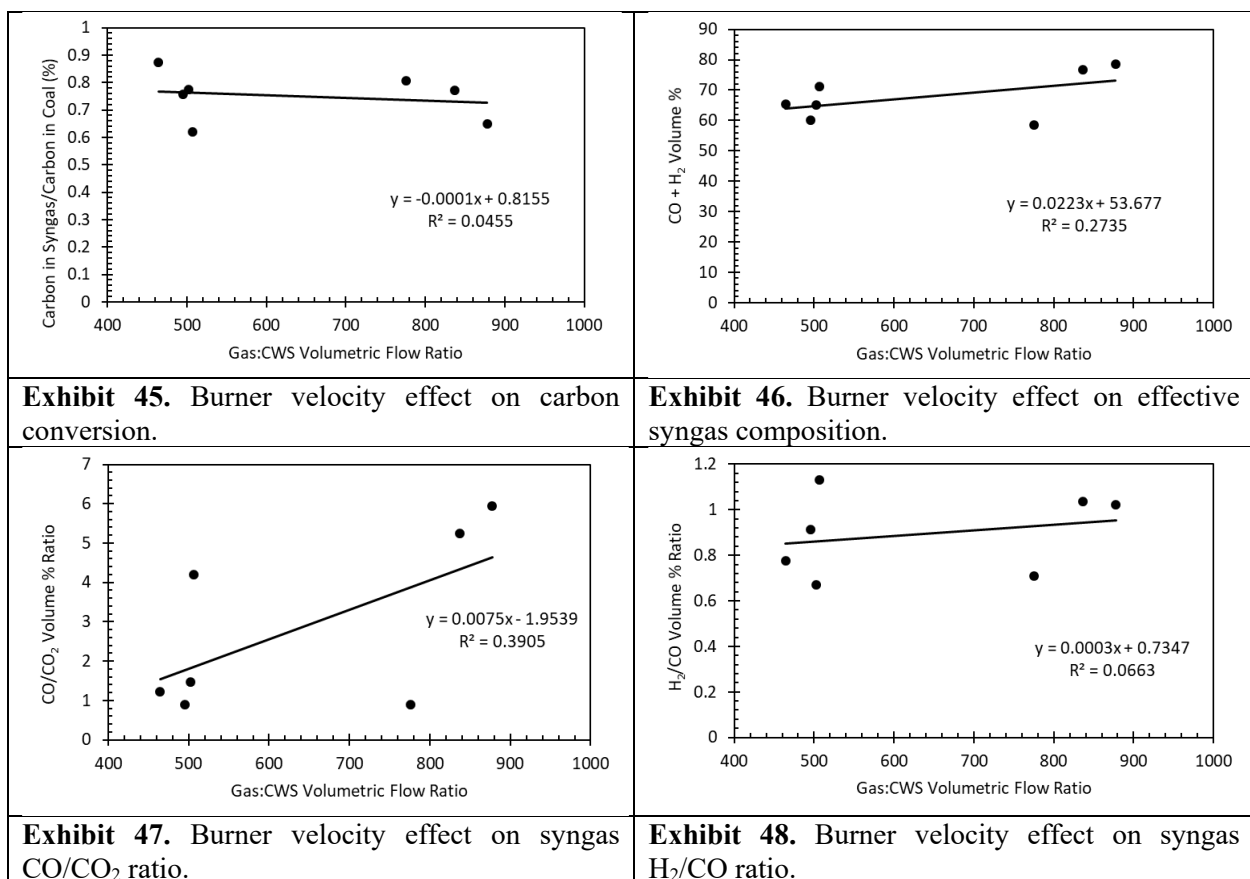 1
0.9
0.8
0.7
0.6
0.5
0.4
0.3
0.2
0.1
0
Carbon in Syngas/Carbon in Coal (%)
y = -0.0001x + 0.8155
R² = 0.0455
400 500 600 700 800 900 1000
Gas:CWS Volumetric Flow Ratio
Exhibit 45. Burner velocity effect on carbon
conversion.
90
80
70
60
50
40
30
20
10
0
CO + H₂ Volume %
y = 0.0223x + 53.677
R² = 0.2735
400 500 600 700 800 900 1000
Gas:CWS Volumetric Flow Ratio
Exhibit 46. Burner velocity effect on effective
syngas composition.
7
6
5
4
3
2
1
0
CO/CO₂ Volume % Ratio
y = 0.0075x - 1.9539
R² = 0.3905
400 500 600 700 800 900 1000
Gas:CWS Volumetric Flow Ratio
Exhibit 47. Burner velocity effect on syngas
CO/CO₂ ratio.
1.2
1
0.8
0.6
0.4
0.2
0
H₂/CO Volume % Ratio
y = 0.0003x + 0.7347
R² = 0.0663
400 500 600 700 800 900 1000
Gas:CWS Volumetric Flow Ratio
Exhibit 48. Burner velocity effect on syngas
H₂/CO ratio.